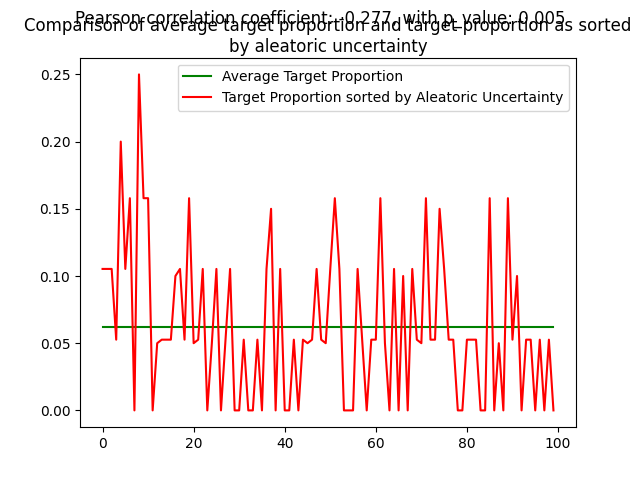 Pearson correlation coefficient: -0.277, with p_value: 0.005
Comparison of average target proportion and target proportion as sorted
by aleatoric uncertainty
Average Target Proportion
Target Proportion sorted by Aleatoric Uncertainty
0.25
0.20
0.15
0.10
0.05
0.00
0 20 40 60 80 100